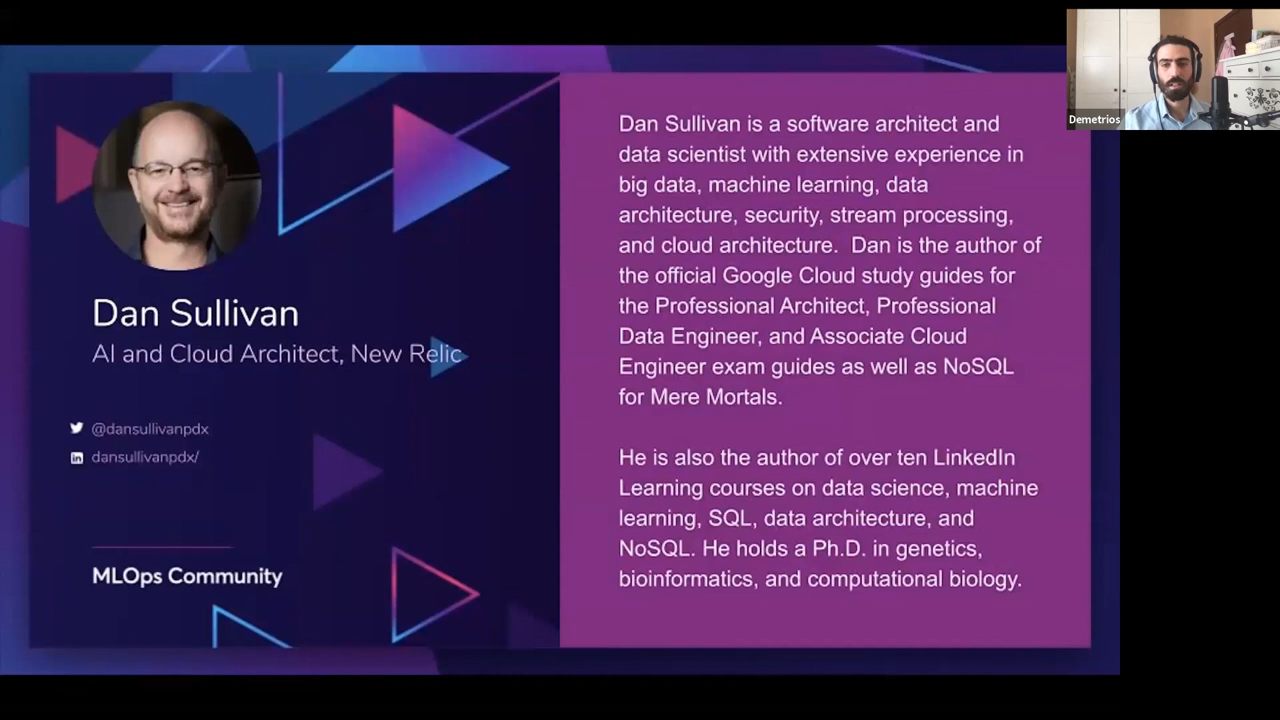 Demetrios
Dan Sullivan
AI and Cloud Architect, New Relic
@dansullivanpdx
in dansullivanpdx/
MLOps Community
Dan Sullivan is a software architect and
data scientist with extensive experience in
big data, machine learning, data
architecture, security, stream processing,
and cloud architecture.  Dan is the author of
the official Google Cloud study guides for
the Professional Architect, Professional
Data Engineer, and Associate Cloud
Engineer exam guides as well as NoSQL
for Mere Mortals.
He is also the author of over ten LinkedIn
Learning courses on data science, machine
learning, SQL, data architecture, and
NoSQL. He holds a Ph.D. in genetics,
bioinformatics, and computational biology.